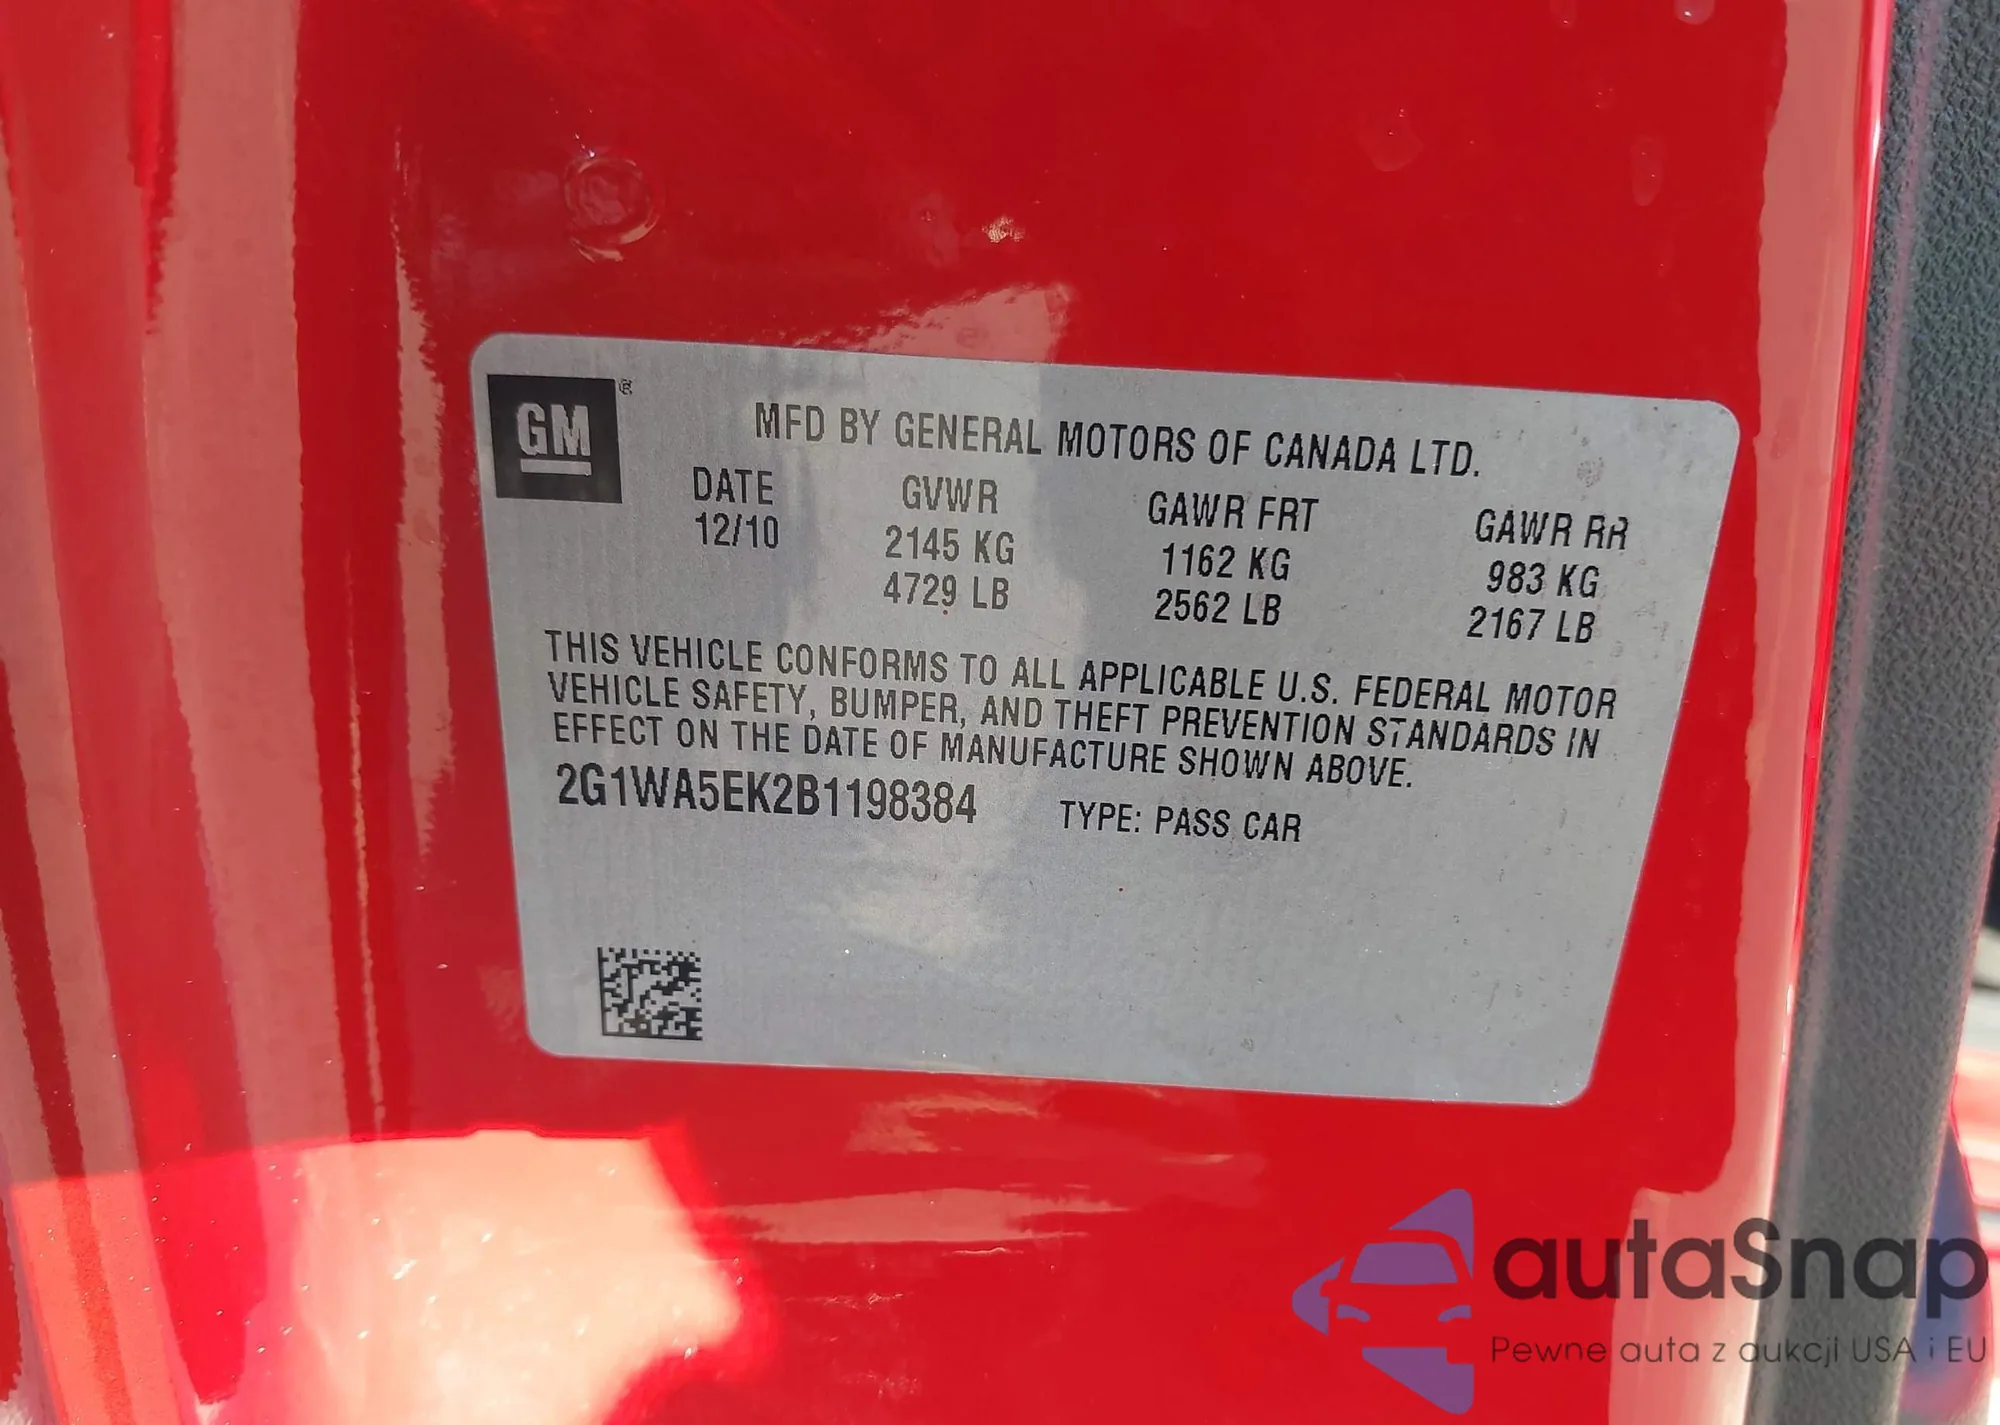 GM ®
MFD BY GENERAL MOTORS OF CANADA LTD.
DATE GVWR GAWR FRT GAWR RR
12/10 2145 KG 1162 KG 983 KG
4729 LB 2562 LB 2167 LB
THIS VEHICLE CONFORMS TO ALL APPLICABLE U.S. FEDERAL MOTOR
VEHICLE SAFETY, BUMPER, AND THEFT PREVENTION STANDARDS IN
EFFECT ON THE DATE OF MANUFACTURE SHOWN ABOVE.
2G1WA5EK2B1198384 TYPE: PASS CAR
autaSnap
Pewne auta z aukcji USA i EU